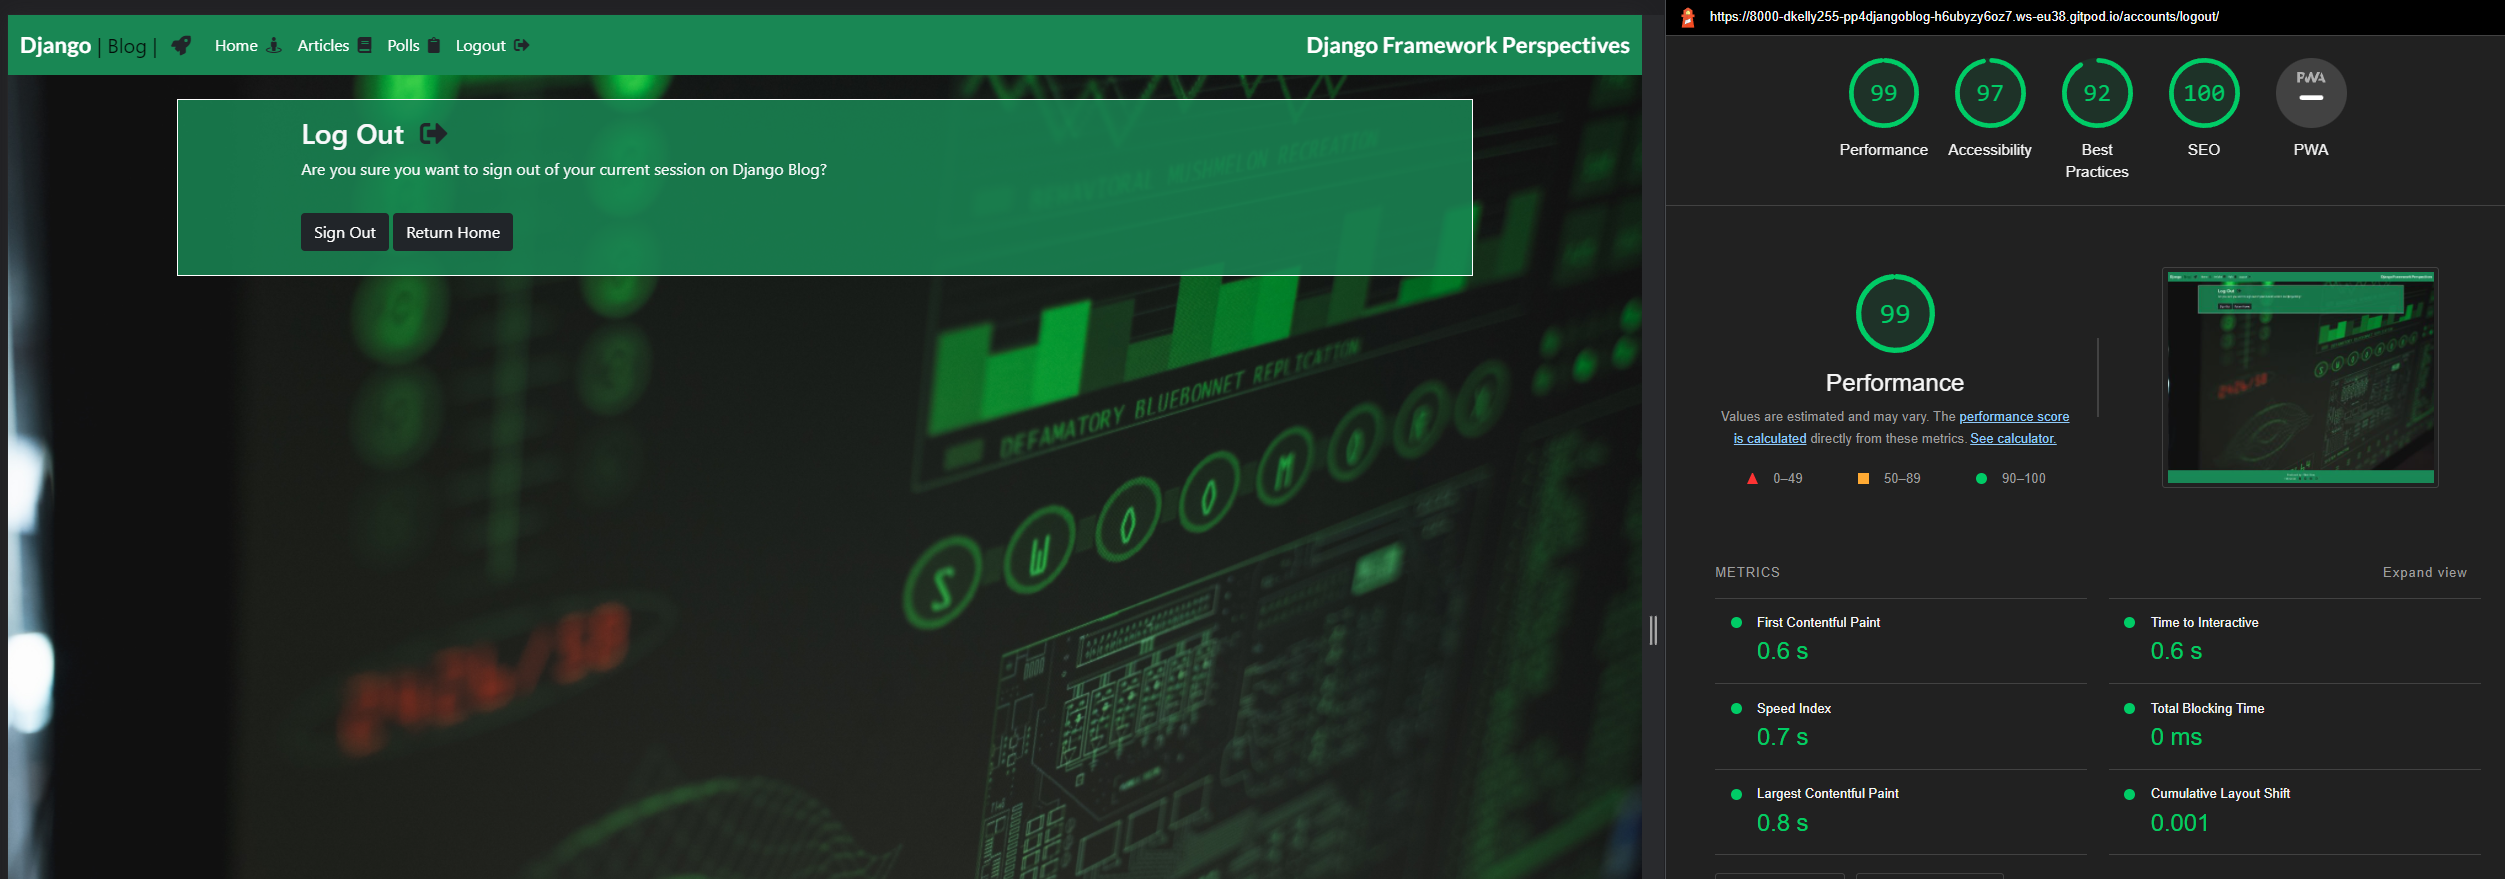 Django | Blog | Home Articles Polls Logout
Django Framework Perspectives
Log Out
Are you sure you want to sign out of your current session on Django Blog?
Sign Out Return Home
BEHAVIORAL MUSHMELON RECREATION
DEFAMATORY BLUEBONNET REPLICATION
https://8000-dkelly255-pp4djangoblog-h6ubyzy6oz7.ws-eu38.gitpod.io/accounts/logout/
99 97 92 100 PWA
Performance Accessibility Best Practices SEO PWA
99
Performance
Values are estimated and may vary. The performance score
is calculated directly from these metrics. See calculator.
0–49 50–89 90–100
METRICS Expand view
First Contentful Paint
0.6 s
Time to Interactive
0.6 s
Speed Index
0.7 s
Total Blocking Time
0 ms
Largest Contentful Paint
0.8 s
Cumulative Layout Shift
0.001